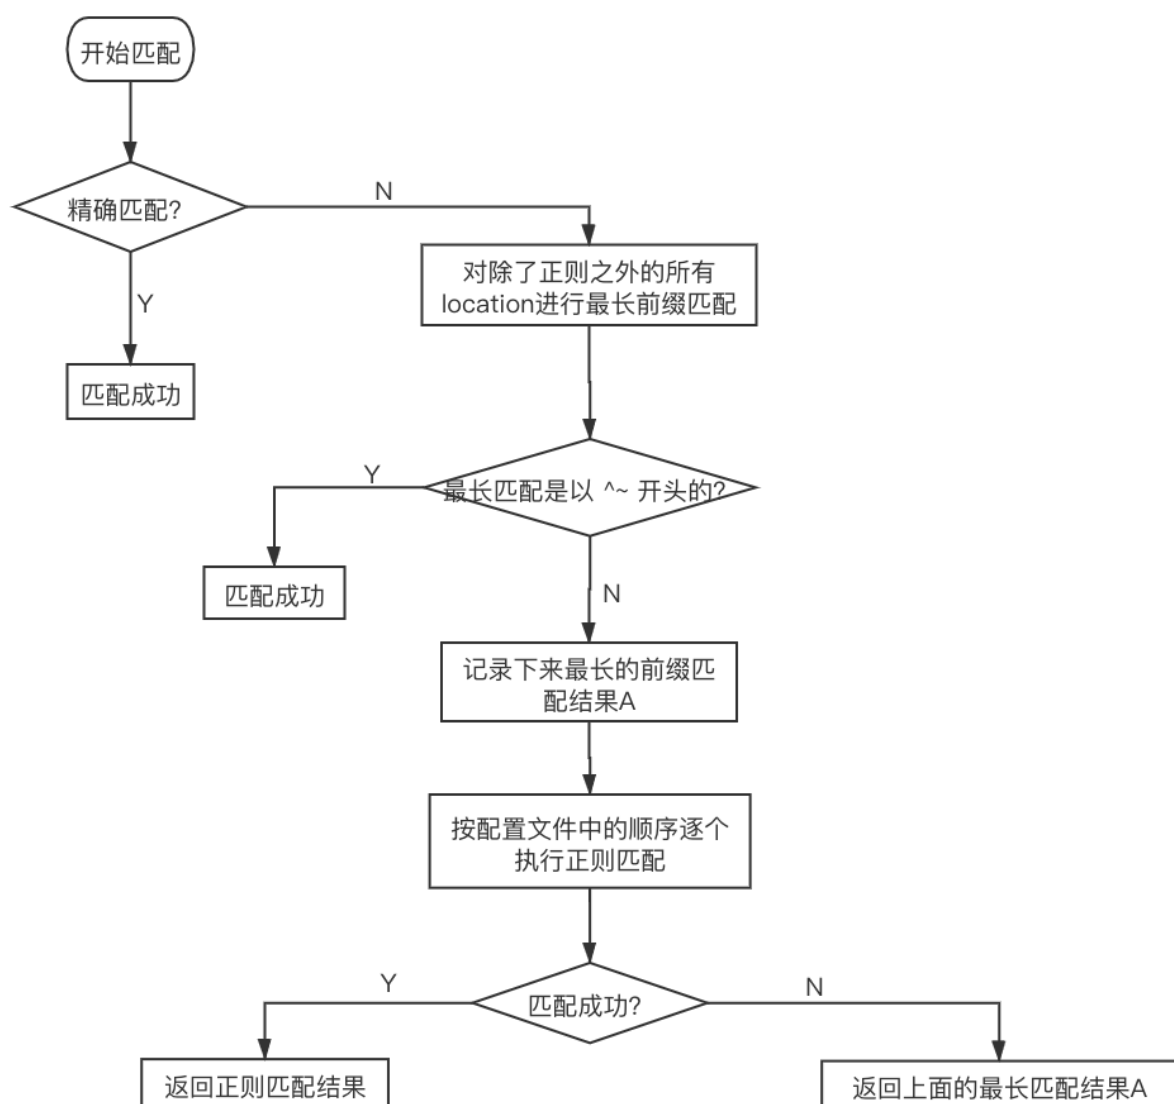 开始匹配
精确匹配?
N
对除了正则之外的所有
location进行最长前缀匹配
Y
匹配成功
Y
最长匹配是以 ^~ 开头的?
匹配成功
N
记录下来最长的前缀匹
配结果A
按配置文件中的顺序逐个
执行正则匹配
Y
匹配成功?
N
返回正则匹配结果
返回上面的最长匹配结果A